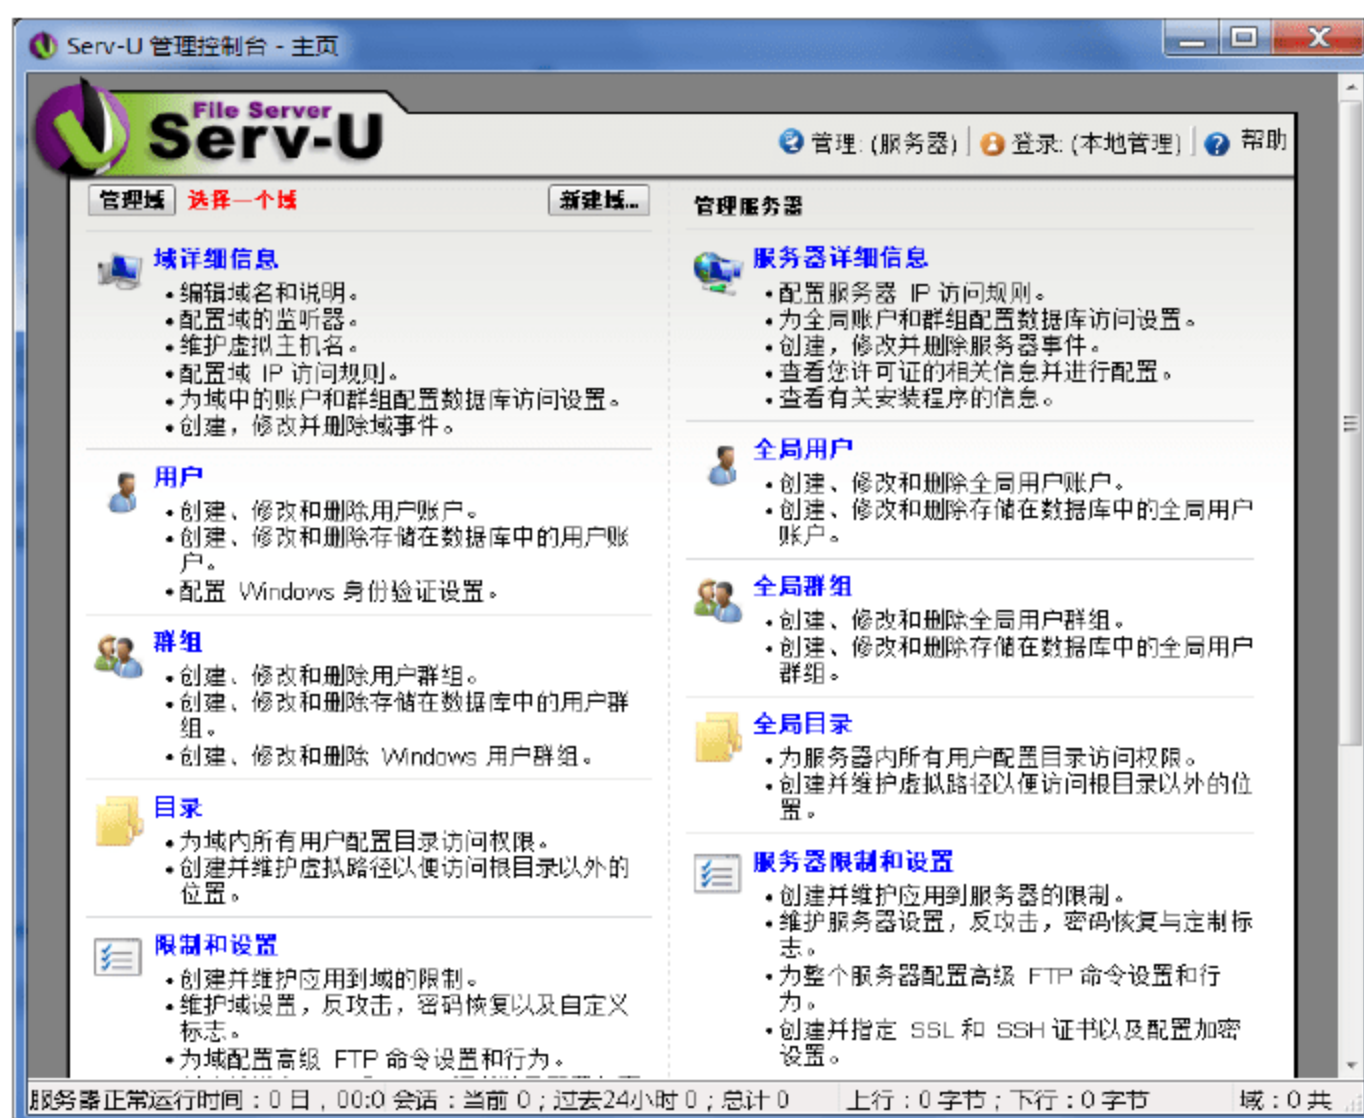 Serv-U 管理控制台 - 主页
File Server
Serv-U
管理: (服务器) 登录: (本地管理) 帮助
管理域 选择一个域 新建域...
域详细信息
•编辑域名和说明。
•配置域的监听器。
•维护虚拟主机名。
•配置域 IP 访问规则。
•为域中的账户和群组配置数据库访问设置。
•创建，修改并删除域事件。
用户
•创建、修改和删除用户账户。
•创建、修改和删除存储在数据库中的用户账
户。
•配置 Windows 身份验证设置。
群组
•创建、修改和删除用户群组。
•创建、修改和删除存储在数据库中的用户群
组。
•创建、修改和删除 Windows 用户群组。
目录
•为域内所有用户配置目录访问权限。
•创建并维护虚拟路径以便访问根目录以外的
位置。
限制和设置
•创建并维护应用到域的限制。
•维护域设置，反攻击，密码恢复以及自定义
标志。
•为域配置高级 FTP 命令设置和行为。
管理服务器
服务器详细信息
•配置服务器 IP 访问规则。
•为全局账户和群组配置数据库访问设置。
•创建，修改并删除服务器事件。
•查看您许可证的相关信息并进行配置。
•查看有关安装程序的信息。
全局用户
•创建、修改和删除全局用户账户。
•创建、修改和删除存储在数据库中的全局用户
账户。
全局群组
•创建、修改和删除全局用户群组。
•创建、修改和删除存储在数据库中的全局用户
群组。
全局目录
•为服务器内所有用户配置目录访问权限。
•创建并维护虚拟路径以便访问根目录以外的位
置。
服务器限制和设置
•创建并维护应用到服务器的限制。
•维护服务器设置，反攻击，密码恢复与定制标
志。
•为整个服务器配置高级 FTP 命令设置和行
为。
•创建并指定 SSL 和 SSH 证书以及配置加密
设置。
服务器正常运行时间：0 日，00:0 会话：当前 0；过去24小时 0；总计 0 上行：0 字节；下行：0 字节 域：0 共